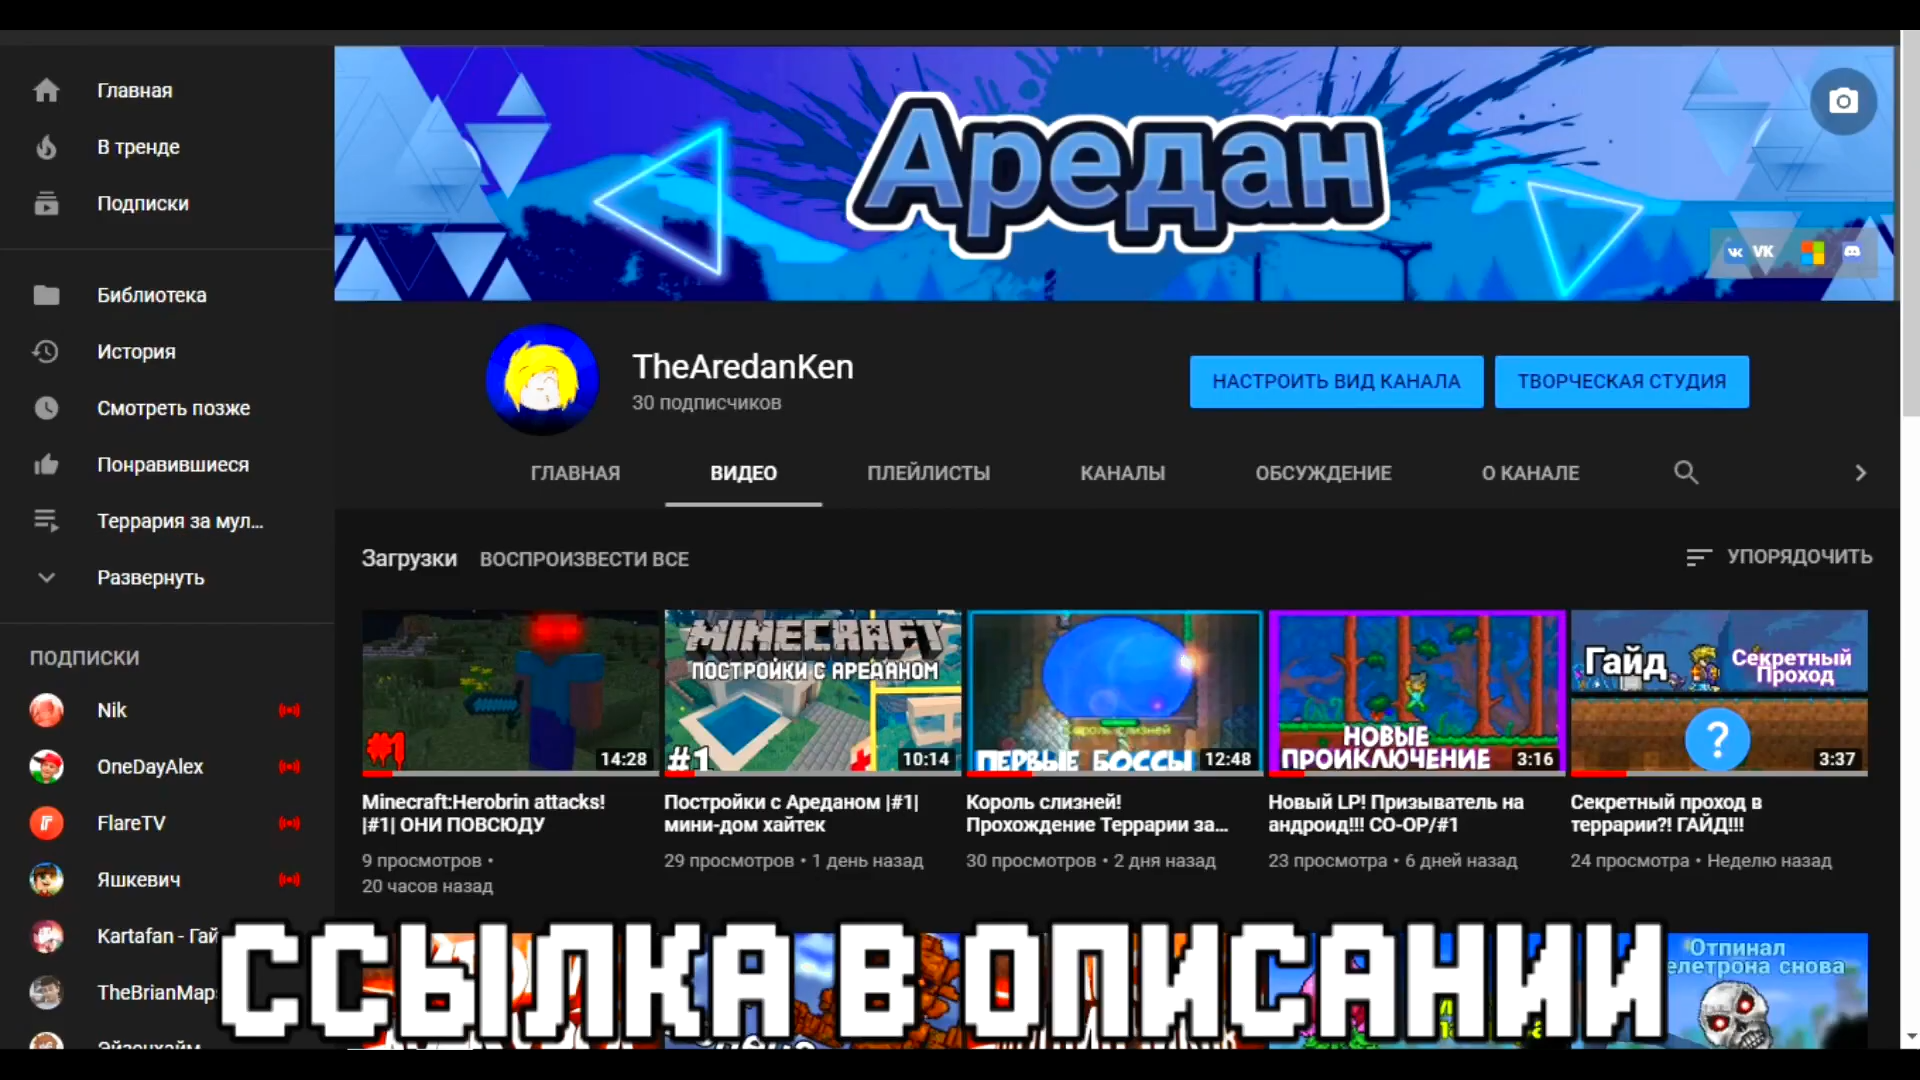 Главная
В тренде
Подписки
Библиотека
История
Смотреть позже
Понравившиеся
Террария за мул...
Развернуть
ПОДПИСКИ
Nik
OneDayAlex
FlareTV
Яшкевич
Kartafan - Гай
TheBrianMap
Аредан
VK
TheAredanKen
30 подписчиков
НАСТРОИТЬ ВИД КАНАЛА
ТВОРЧЕСКАЯ СТУДИЯ
ГЛАВНАЯ
ВИДЕО
ПЛЕЙЛИСТЫ
КАНАЛЫ
ОБСУЖДЕНИЕ
О КАНАЛЕ
Загрузки
ВОСПРОИЗВЕСТИ ВСЕ
УПОРЯДОЧИТЬ
#1
14:28
Minecraft:Herobrin attacks!
|#1| ОНИ ПОВСЮДУ
9 просмотров •
20 часов назад
MINECRAFT
ПОСТРОЙКИ С АРЕДАНОМ
#1
10:14
Постройки с Ареданом |#1|
мини-дом хайтек
29 просмотров • 1 день назад
Король слизней
ПЕРВЫЕ БОССЫ
12:48
Король слизней!
Прохождение Террарии за...
30 просмотров • 2 дня назад
НОВЫЕ
ПРОИКЛЮЧЕНИЕ
3:16
Новый LP! Призыватель на
андроид!!! CO-OP/#1
23 просмотра • 6 дней назад
Гайд
Секретный
Проход
?
3:37
Секретный проход в
террарии?! ГАЙД!!!
24 просмотра • Неделю назад
Отпинал
елетрона снова
ССЫЛКА В ОПИСАНИИ